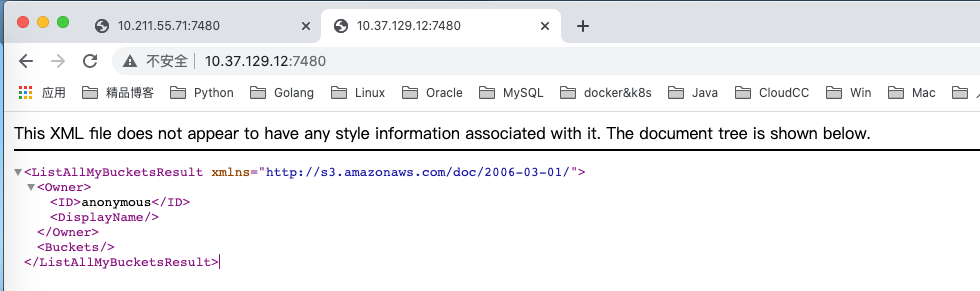 10.211.55.71:7480
10.37.129.12:7480
不安全 10.37.129.12:7480
应用 精品博客 Python Golang Linux Oracle MySQL docker&k8s Java CloudCC Win Mac
This XML file does not appear to have any style information associated with it. The document tree is shown below.
<ListAllMyBucketsResult xmlns="http://s3.amazonaws.com/doc/2006-03-01/">
<Owner>
<ID>anonymous</ID>
<DisplayName/>
</Owner>
<Buckets/>
</ListAllMyBucketsResult>